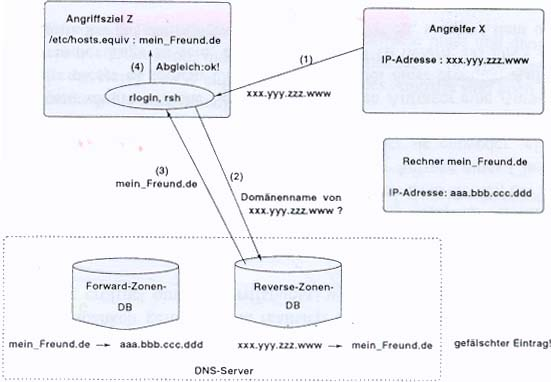 Angriffsziel Z
/etc/hosts.equiv : mein_Freund.de
(4) Abgleich:ok!
rlogin, rsh
Angreifer X
IP-Adresse : xxx.yyy.zzz.www
(1)
xxx.yyy.zzz.www
Rechner mein_Freund.de
IP-Adresse: aaa.bbb.ccc.ddd
(3)
mein_Freund.de
(2)
Domänenname von
xxx.yyy.zzz.www ?
Forward-Zonen-
DB
Reverse-Zonen-
DB
mein_Freund.de → aaa.bbb.ccc.ddd
xxx.yyy.zzz.www → mein_Freund.de
gefälschter Eintrag!
DNS-Server